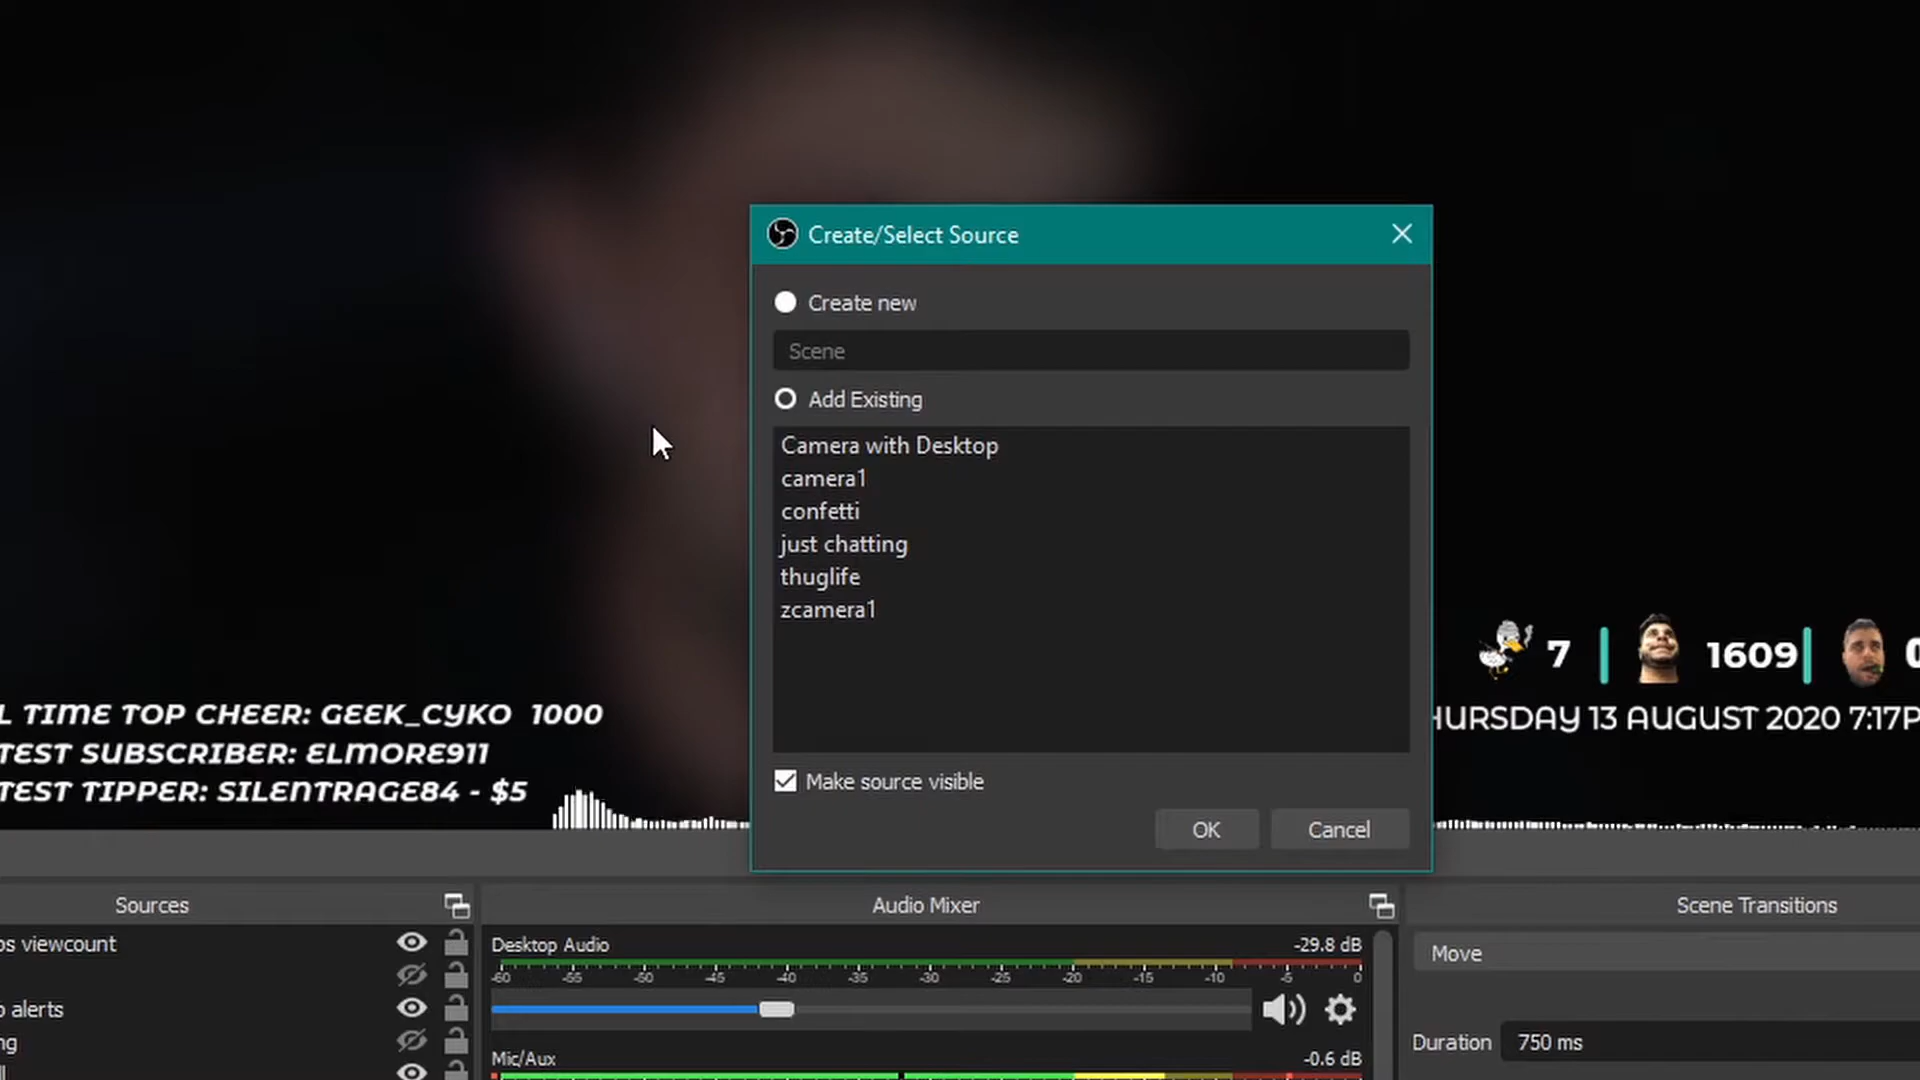 Create/Select Source
Create new
Scene
Add Existing
Camera with Desktop
camera1
confetti
just chatting
thuglife
zcamera1
Make source visible
OK Cancel
7 1609
L TIME TOP CHEER: GEEK_CYKO 1000
TEST SUBSCRIBER: ELMORE911
TEST TIPPER: SILENTRAGE84 - $5
HURSDAY 13 AUGUST 2020 7:17P
Sources
os viewcount
alerts
ng
Audio Mixer
Desktop Audio -29.8 dB
-60 -55 -50 -45 -40 -35 -30 -25 -20 -15 -10 -5 0
Mic/Aux -0.6 dB
Scene Transitions
Move
Duration 750 ms